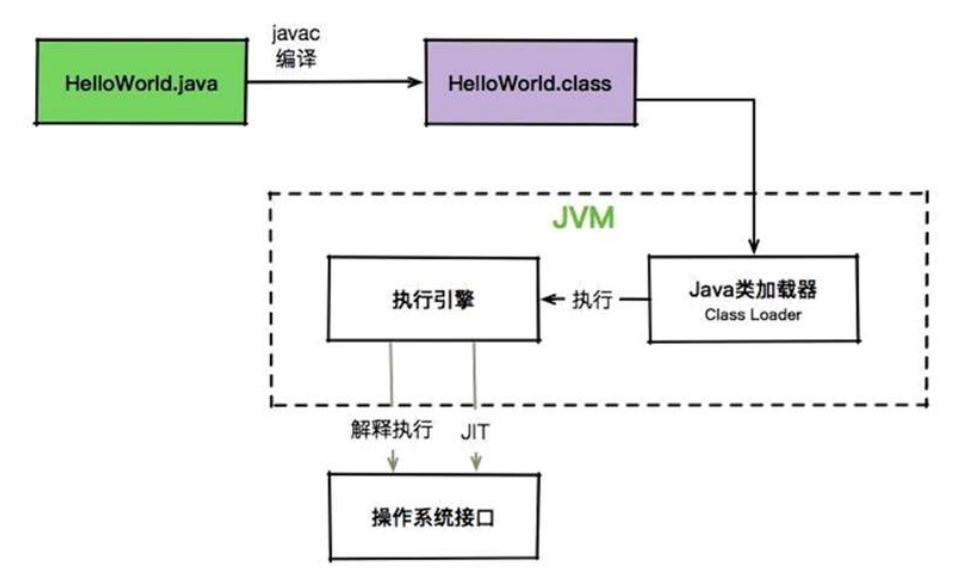 javac
编译
HelloWorld.java
HelloWorld.class
JVM
执行引擎
执行
Java类加载器
Class Loader
解释执行
JIT
操作系统接口